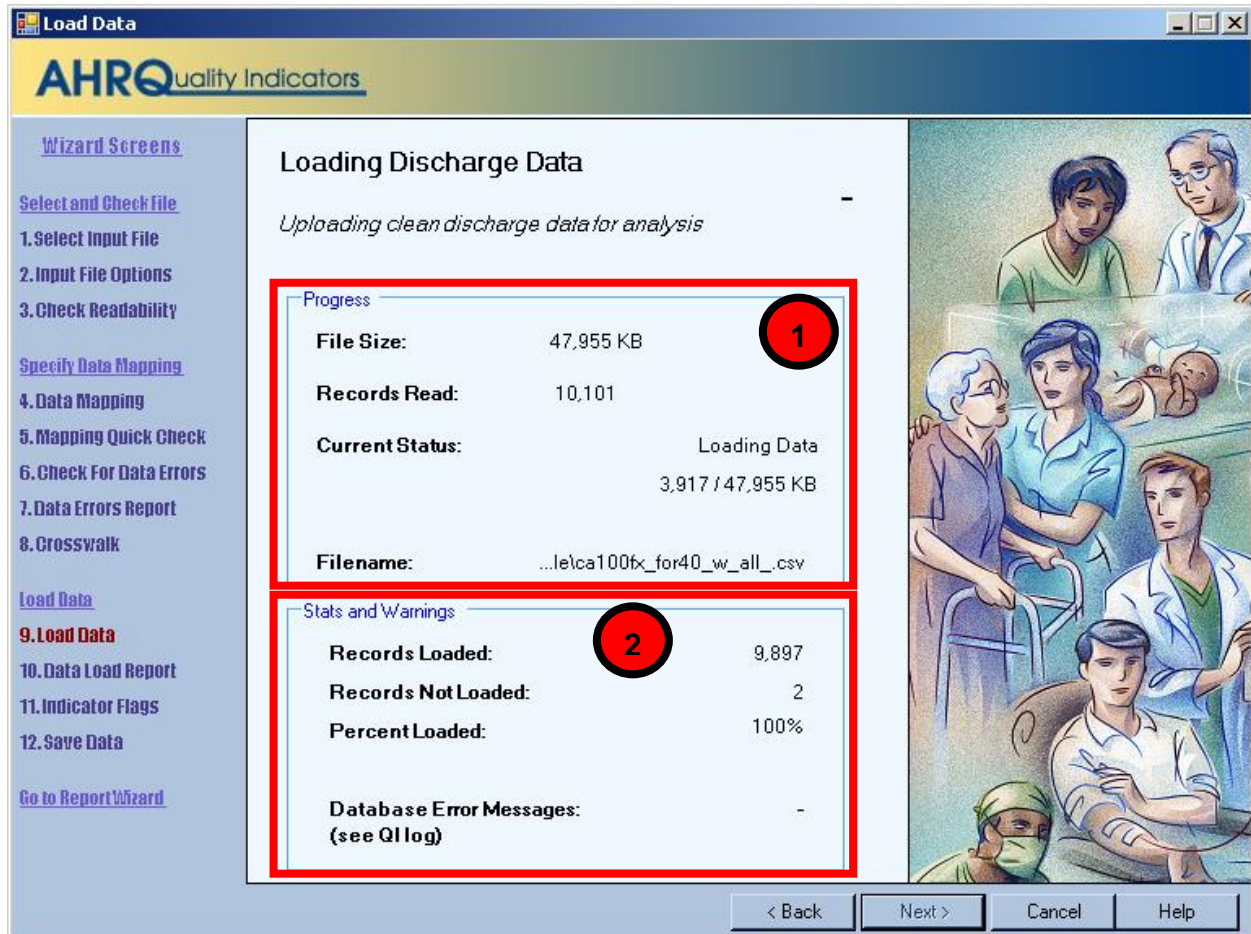 Load Data
AHRQuality Indicators
Wizard Screens
Select and Check File
1. Select Input File
2. Input File Options
3. Check Readability
Specify Data Mapping
4. Data Mapping
5. Mapping Quick Check
6. Check For Data Errors
7. Data Errors Report
8. Crosswalk
Load Data
9. Load Data
10. Data Load Report
11. Indicator Flags
12. Save Data
Go to Report Wizard
Loading Discharge Data
-
Uploading clean discharge data for analysis
Progress
1
File Size: 47,955 KB
Records Read: 10,101
Current Status: Loading Data
3,917 / 47,955 KB
Filename: ...le\ca100fx_for40_w_all_.csv
Stats and Warnings
2
Records Loaded: 9,897
Records Not Loaded: 2
Percent Loaded: 100%
Database Error Messages: -
(see QI log)
< Back
Next >
Cancel
Help